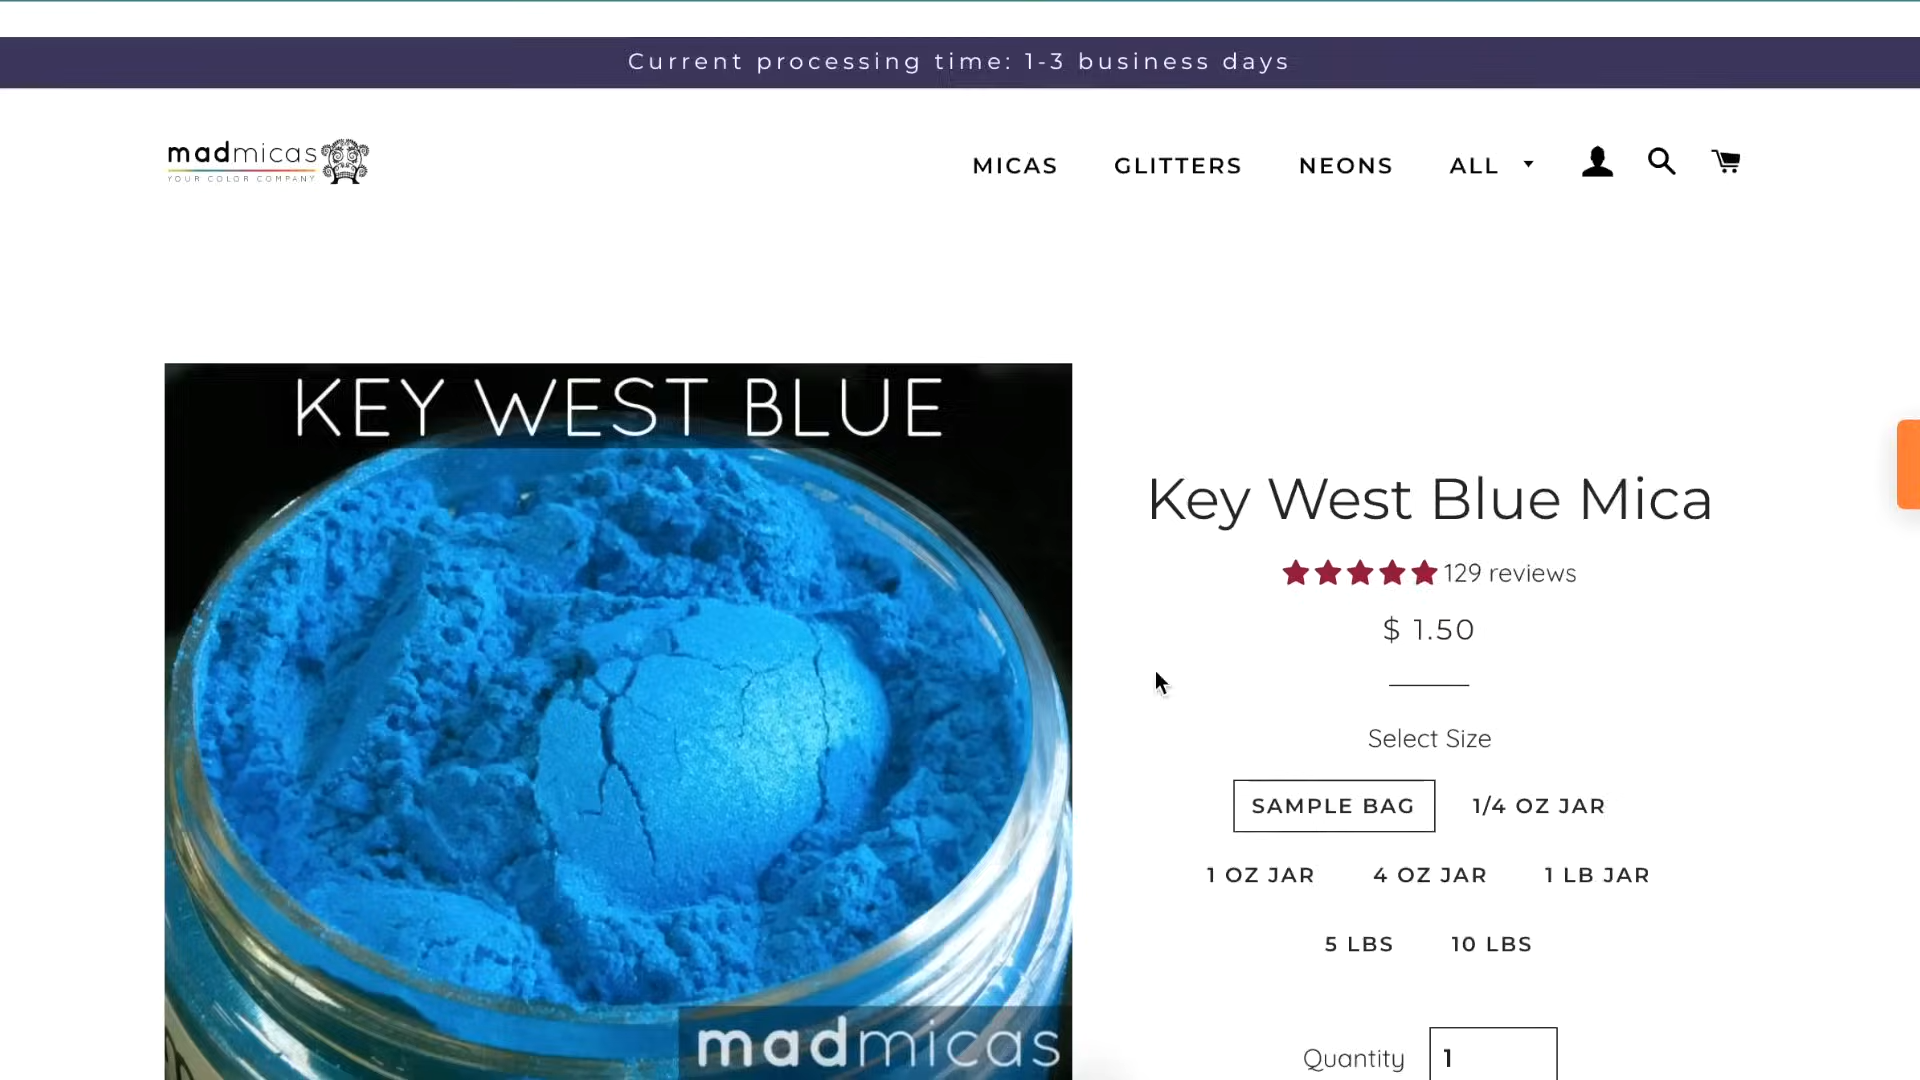 Current processing time: 1-3 business days
madmicas
YOUR COLOR COMPANY
MICAS GLITTERS NEONS ALL
KEY WEST BLUE
madmicas
Key West Blue Mica
129 reviews
$ 1.50
Select Size
SAMPLE BAG 1/4 OZ JAR
1 OZ JAR 4 OZ JAR 1 LB JAR
5 LBS 10 LBS
Quantity 1